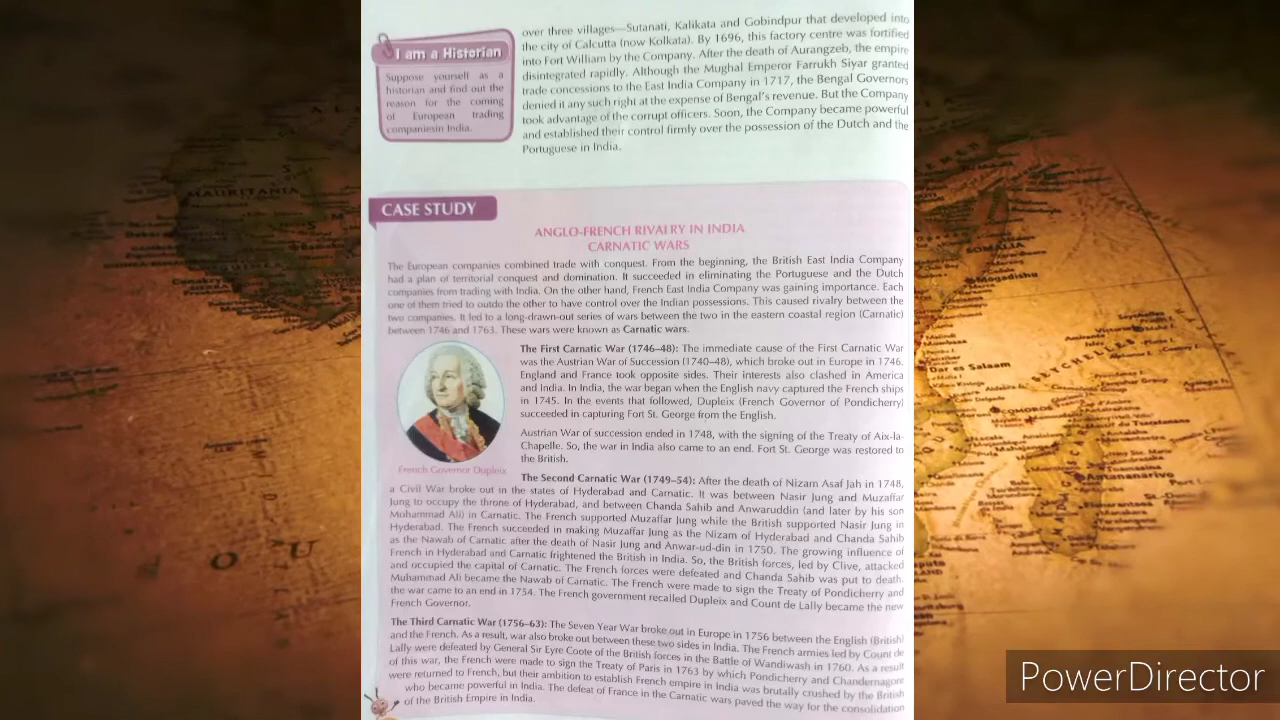 over three villages—Sutanati, Kalikata and Gobindpur that developed into
the city of Calcutta (now Kolkata). By 1696, this factory centre was fortified
into Fort William by the Company. After the death of Aurangzeb, the empire
disintegrated rapidly. Although the Mughal Emperor Farrukh Siyar granted
trade concessions to the East India Company in 1717, the Bengal Governors
denied it any such right at the expense of Bengal's revenue. But the Company
took advantage of the corrupt officers. Soon, the Company became powerful
and established their control firmly over the possession of the Dutch and the
Portuguese in India.
I am a Historian
Suppose yourself as a
historian and find out the
reason for the coming
of European trading
companiesin India.
CASE STUDY
ANGLO-FRENCH RIVALRY IN INDIA
CARNATIC WARS
The European companies combined trade with conquest. From the beginning, the British East India Company
had a plan of territorial conquest and domination. It succeeded in eliminating the Portuguese and the Dutch
companies from trading with India. On the other hand, French East India Company was gaining importance. Each
one of them tried to outdo the other to have control over the Indian possessions. This caused rivalry between the
two companies. It led to a long-drawn-out series of wars between the two in the eastern coastal region (Carnatic)
between 1746 and 1763. These wars were known as Carnatic wars.
The First Carnatic War (1746–48): The immediate cause of the First Carnatic War
was the Austrian War of Succession (1740–48), which broke out in Europe in 1746.
England and France took opposite sides. Their interests also clashed in America
and India. In India, the war began when the English navy captured the French ships
in 1745. In the events that followed, Dupleix (French Governor of Pondicherry)
succeeded in capturing Fort St. George from the English.
Austrian War of succession ended in 1748, with the signing of the Treaty of Aix-la-
Chapelle. So, the war in India also came to an end. Fort St. George was restored to
the British.
French Governor Dupleix
The Second Carnatic War (1749–54): After the death of Nizam Asaf Jah in 1748,
a Civil War broke out in the states of Hyderabad and Carnatic. It was between Nasir Jung and Muzaffar
Jung to occupy the throne of Hyderabad, and between Chanda Sahib and Anwaruddin (and later by his son
Mohammad Ali) in Carnatic. The French supported Muzaffar Jung while the British supported Nasir Jung in
Hyderabad. The French succeeded in making Muzaffar Jung as the Nizam of Hyderabad and Chanda Sahib
as the Nawab of Carnatic after the death of Nasir Jung and Anwar-ud-din in 1750. The growing influence of
French in Hyderabad and Carnatic frightened the British in India. So, the British forces, led by Clive, attacked
and occupied the capital of Carnatic. The French forces were defeated and Chanda Sahib was put to death.
Muhammad Ali became the Nawab of Carnatic. The French were made to sign the Treaty of Pondicherry and
the war came to an end in 1754. The French government recalled Dupleix and Count de Lally became the new
French Governor.
The Third Carnatic War (1756–63): The Seven Year War broke out in Europe in 1756 between the English (British)
and the French. As a result, war also broke out between these two sides in India. The French armies led by Count de
Lally were defeated by General Sir Eyre Coote of the British forces in the Battle of Wandiwash in 1760. As a result
of this war, the French were made to sign the Treaty of Paris in 1763 by which Pondicherry and Chandernagore
were returned to French, but their ambition to establish French empire in India was brutally crushed by the British
who became powerful in India. The defeat of France in the Carnatic wars paved the way for the consolidation
of the British Empire in India.
MAURITANIA
SOMALIA
Mogadishu
SEYCHELLES
Dar es Salaam
COMOROS
Antananarivo
O U
PowerDirector